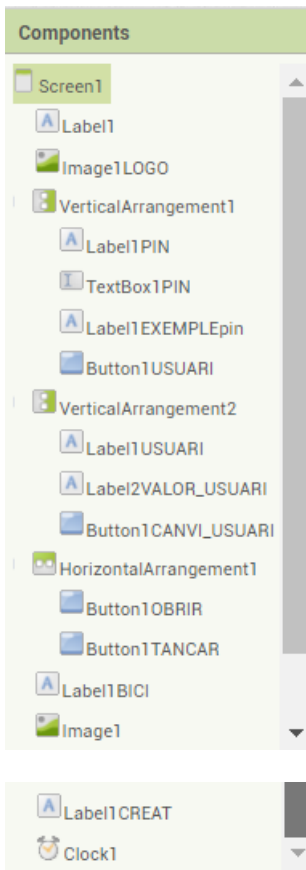 Components
Screen1
Label1
Image1LOGO
VerticalArrangement1
Label1PIN
TextBox1PIN
Label1EXEMPLEpin
Button1USUARI
VerticalArrangement2
Label1USUARI
Label2VALOR_USUARI
Button1CANVI_USUARI
HorizontalArrangement1
Button1OBRIR
Button1TANCAR
Label1BICI
Image1
Label1CREAT
Clock1